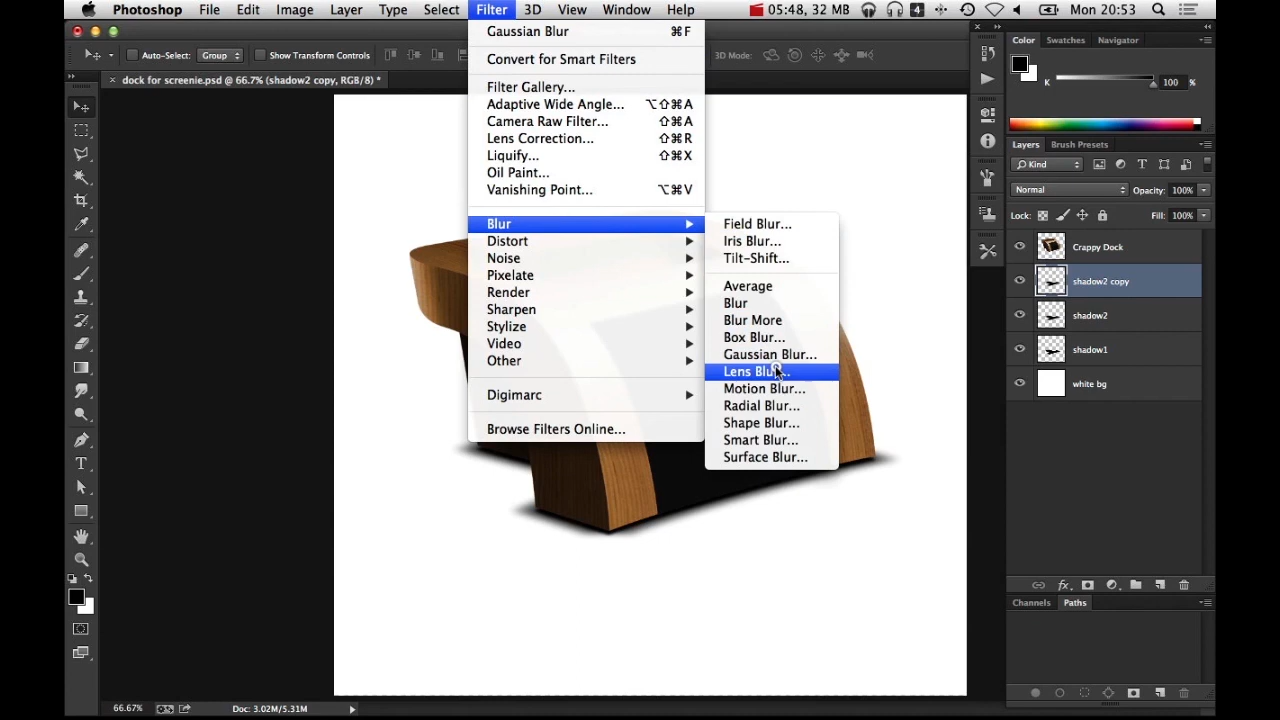 Photoshop File Edit Image Layer Type Select Filter 3D View Window Help 05:48, 32 MB 4 Mon 20:53
Auto-Select: Group Show Transform Controls 3D Mode:
dock for screenie.psd @ 66.7% (shadow2 copy, RGB/8) *
Gaussian Blur ⌘F
Convert for Smart Filters
Filter Gallery...
Adaptive Wide Angle... ⌥⇧⌘A
Camera Raw Filter... ⇧⌘A
Lens Correction... ⇧⌘R
Liquify... ⇧⌘X
Oil Paint...
Vanishing Point... ⌥⌘V
Blur
Distort
Noise
Pixelate
Render
Sharpen
Stylize
Video
Other
Digimarc
Browse Filters Online...
Field Blur...
Iris Blur...
Tilt-Shift...
Average
Blur
Blur More
Box Blur...
Gaussian Blur...
Lens Blur...
Motion Blur...
Radial Blur...
Shape Blur...
Smart Blur...
Surface Blur...
Color Swatches Navigator
K 100 %
Layers Brush Presets
Kind
Normal Opacity: 100%
Lock: Fill: 100%
Crappy Dock
shadow2 copy
shadow2
shadow1
white bg
Channels Paths
66.67% Doc: 3.02M/5.31M